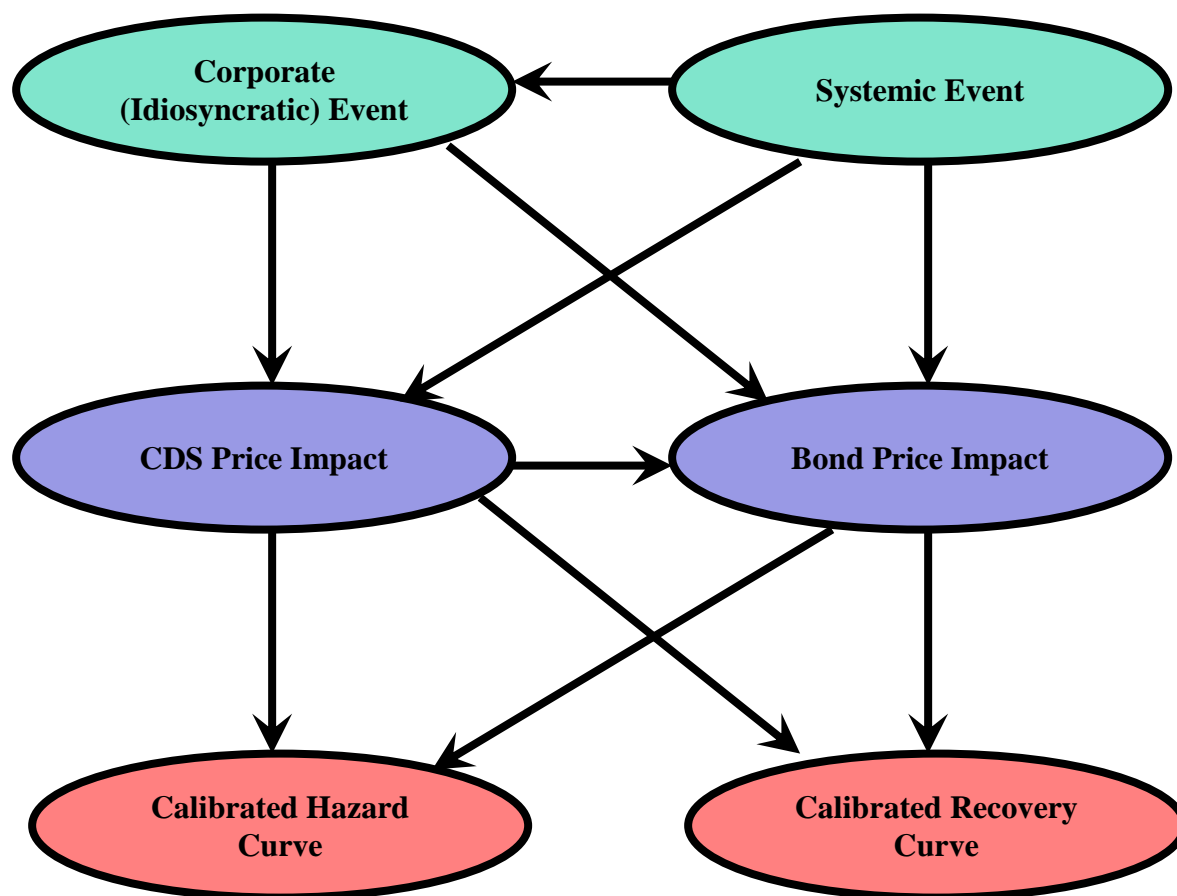 Corporate
(Idiosyncratic) Event
Systemic Event
CDS Price Impact
Bond Price Impact
Calibrated Hazard
Curve
Calibrated Recovery
Curve